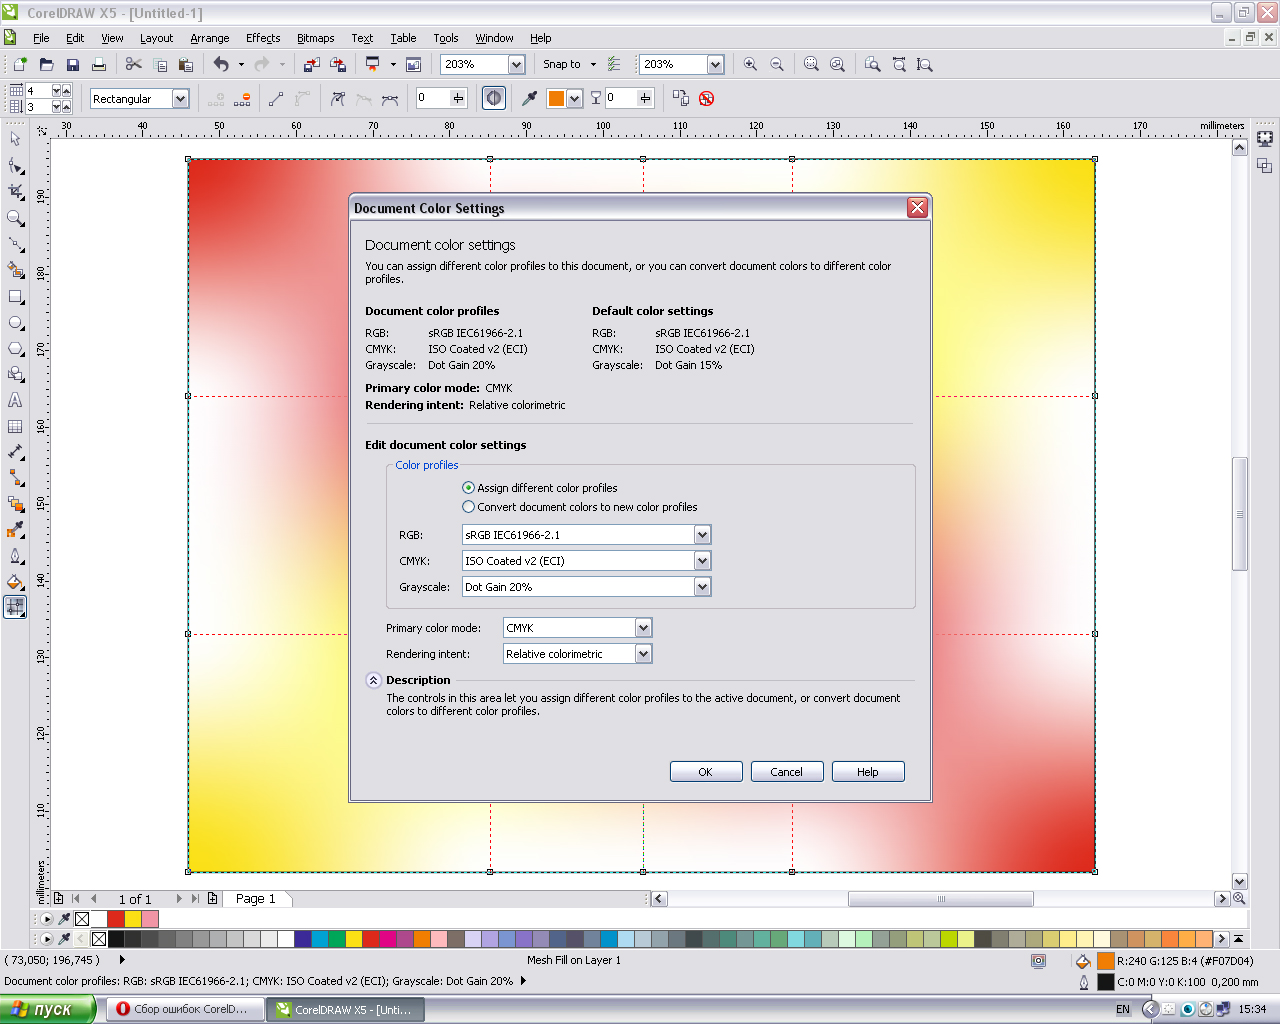 CorelDRAW X5 - [Untitled-1]
File Edit View Layout Arrange Effects Bitmaps Text Table Tools Window Help
203% Snap to 203%
4
3
Rectangular 0 0
30 40 50 60 70 80 90 100 110 120 130 140 150 160 170 millimeters
190
180
170
160
150
140
130
120
110
millimeters
Document Color Settings
Document color settings
You can assign different color profiles to this document, or you can convert document colors to different color
profiles.
Document color profiles Default color settings
RGB: sRGB IEC61966-2.1 RGB: sRGB IEC61966-2.1
CMYK: ISO Coated v2 (ECI) CMYK: ISO Coated v2 (ECI)
Grayscale: Dot Gain 20% Grayscale: Dot Gain 15%
Primary color mode: CMYK
Rendering intent: Relative colorimetric
Edit document color settings
Color profiles
Assign different color profiles
Convert document colors to new color profiles
RGB: sRGB IEC61966-2.1
CMYK: ISO Coated v2 (ECI)
Grayscale: Dot Gain 20%
Primary color mode: CMYK
Rendering intent: Relative colorimetric
Description
The controls in this area let you assign different color profiles to the active document, or convert document
colors to different color profiles.
OK Cancel Help
1 of 1 Page 1
( 73,050; 196,745 ) Mesh Fill on Layer 1 R:240 G:125 B:4 (#F07D04)
Document color profiles: RGB: sRGB IEC61966-2.1; CMYK: ISO Coated v2 (ECI); Grayscale: Dot Gain 20% C:0 M:0 Y:0 K:100 0,200 mm
пуск Сбор ошибок CorelD... CorelDRAW X5 - [Unti... EN 15:34